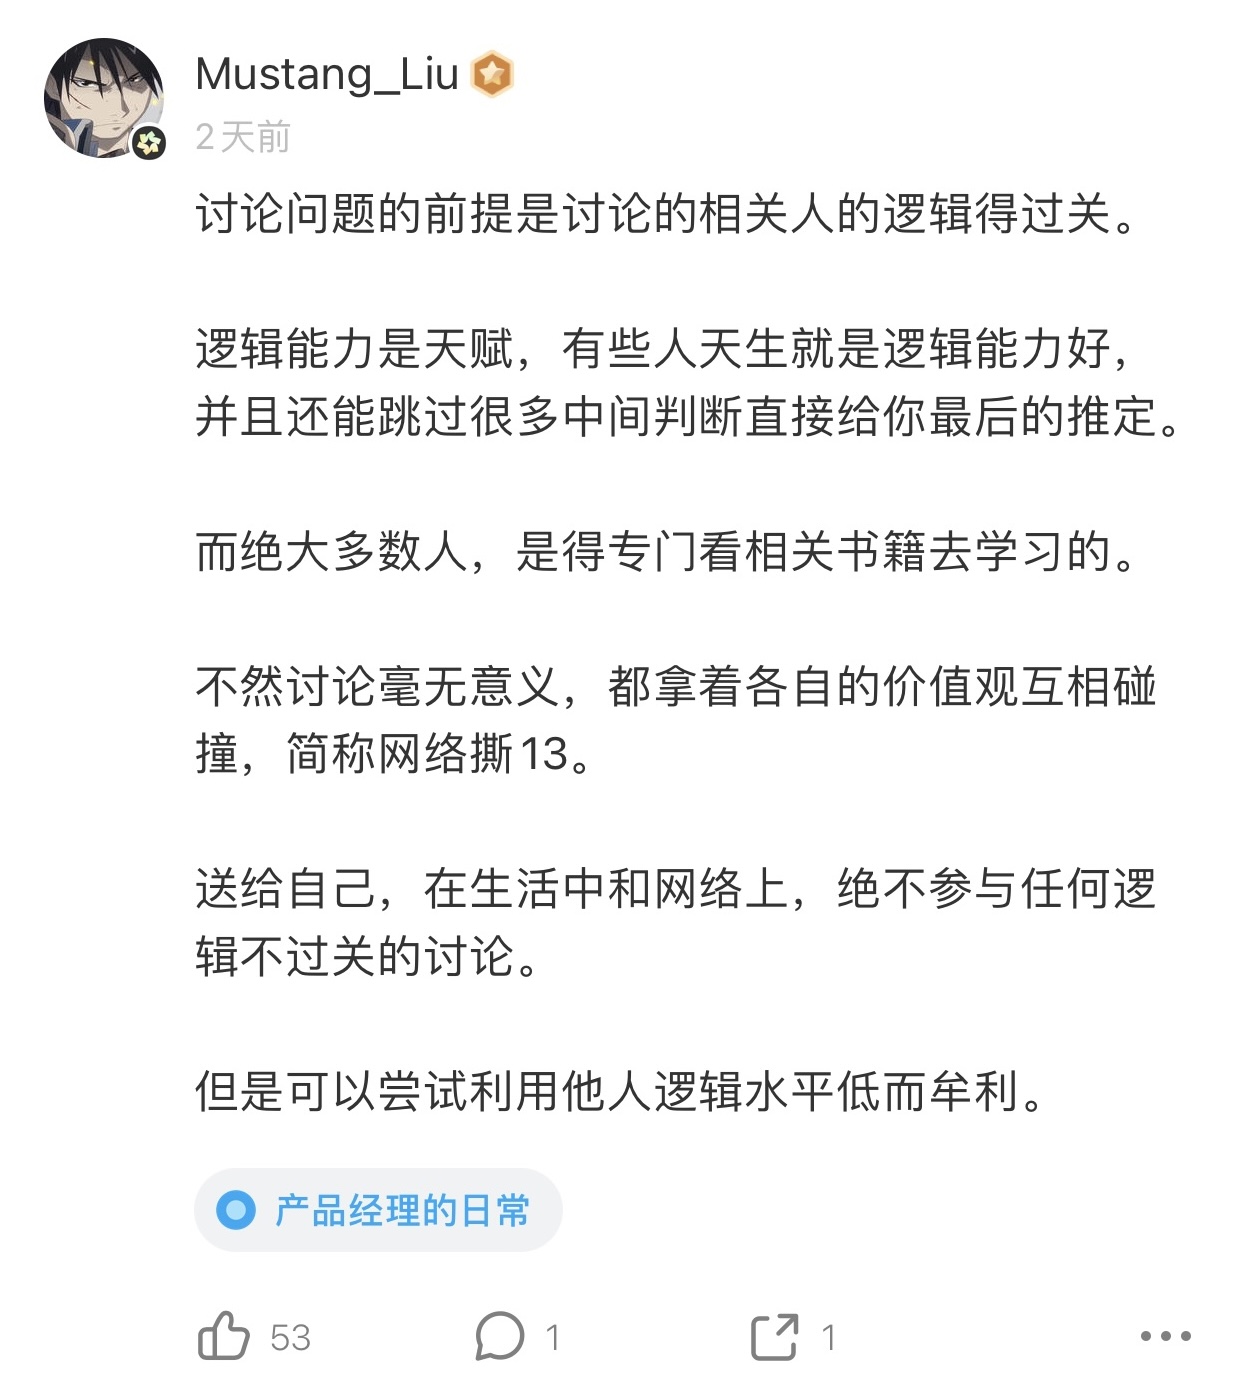 Mustang_Liu
2天前
讨论问题的前提是讨论的相关人的逻辑得过关。
逻辑能力是天赋，有些人天生就是逻辑能力好，
并且还能跳过很多中间判断直接给你最后的推定。
而绝大多数人，是得专门看相关书籍去学习的。
不然讨论毫无意义，都拿着各自的价值观互相碰
撞，简称网络撕13。
送给自己，在生活中和网络上，绝不参与任何逻
辑不过关的讨论。
但是可以尝试利用他人逻辑水平低而牟利。
产品经理的日常
53 1 1